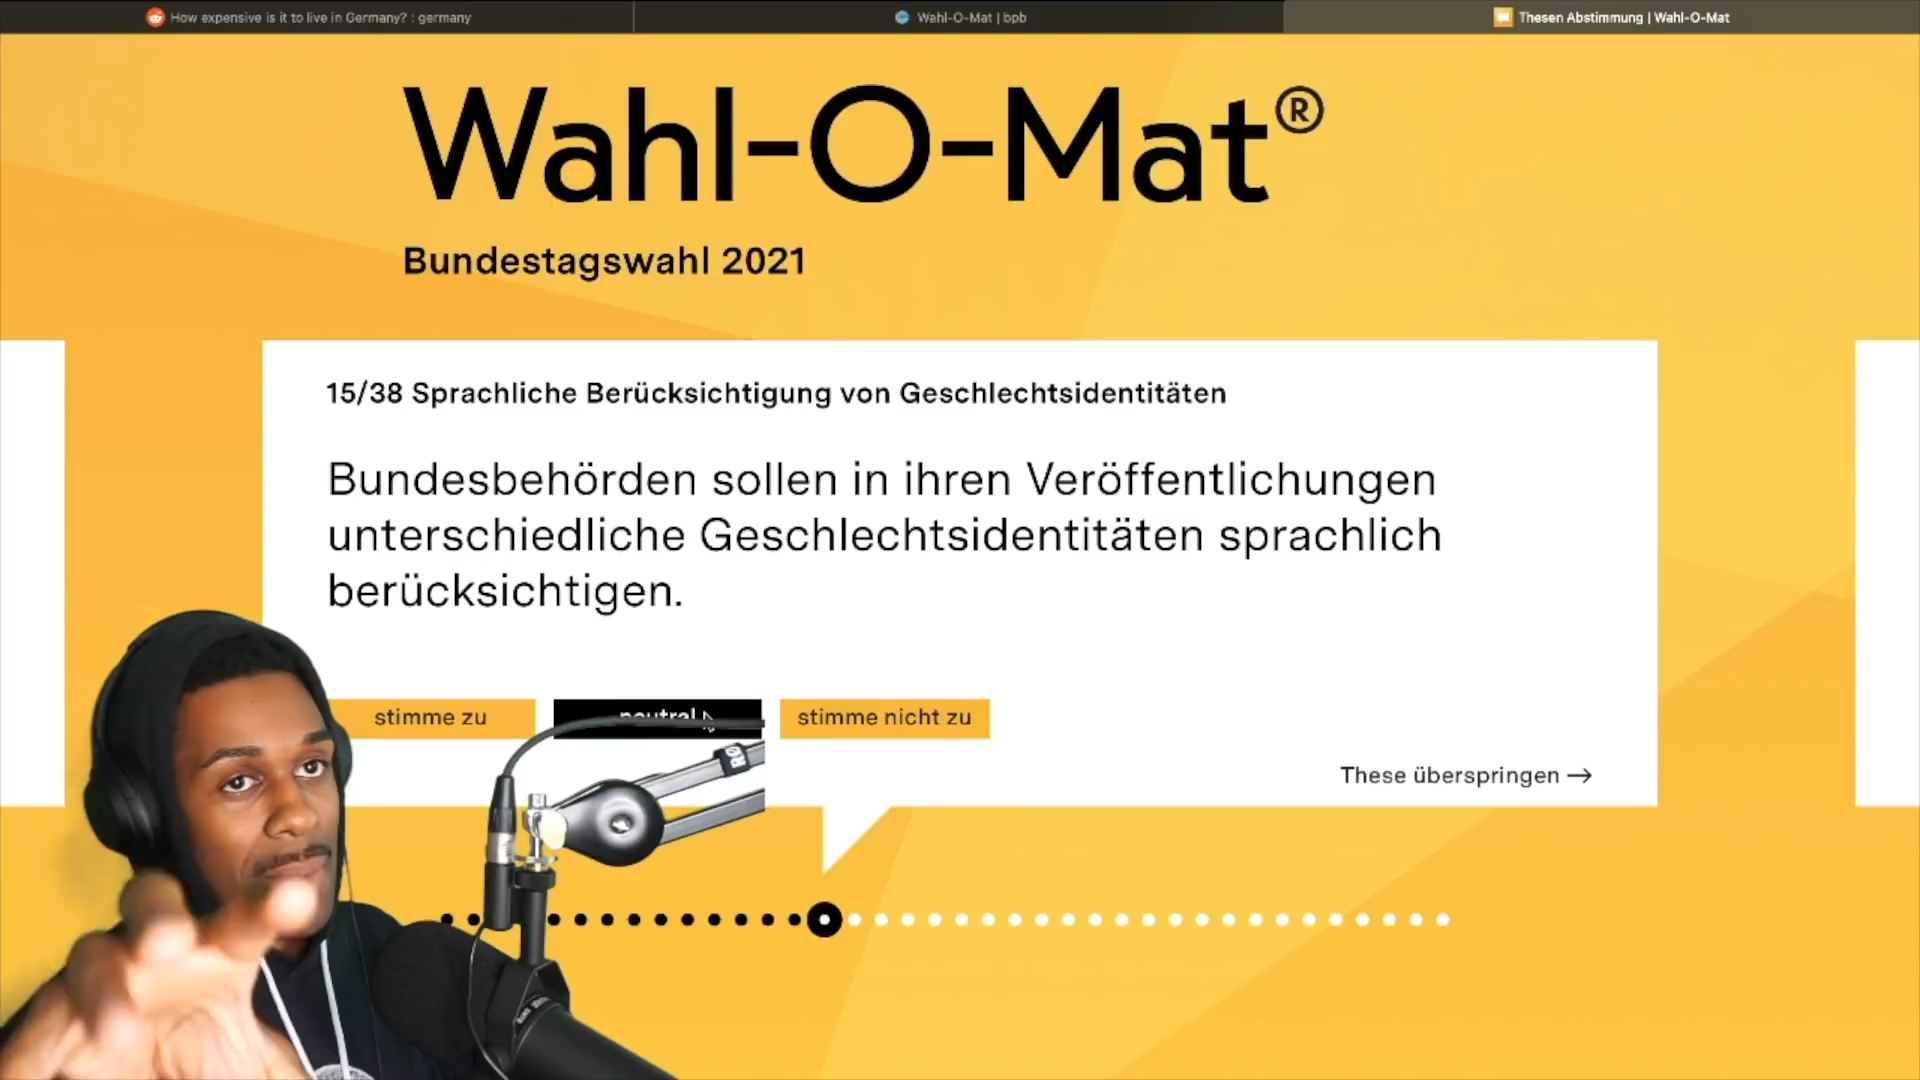 How expensive is it to live in Germany? : germany
Wahl-O-Mat | bpb
Thesen Abstimmung | Wahl-O-Mat
Wahl-O-Mat®
Bundestagswahl 2021
15/38 Sprachliche Berücksichtigung von Geschlechtsidentitäten
Bundesbehörden sollen in ihren Veröffentlichungen
unterschiedliche Geschlechtsidentitäten sprachlich
berücksichtigen.
stimme zu
neutral
stimme nicht zu
These überspringen →